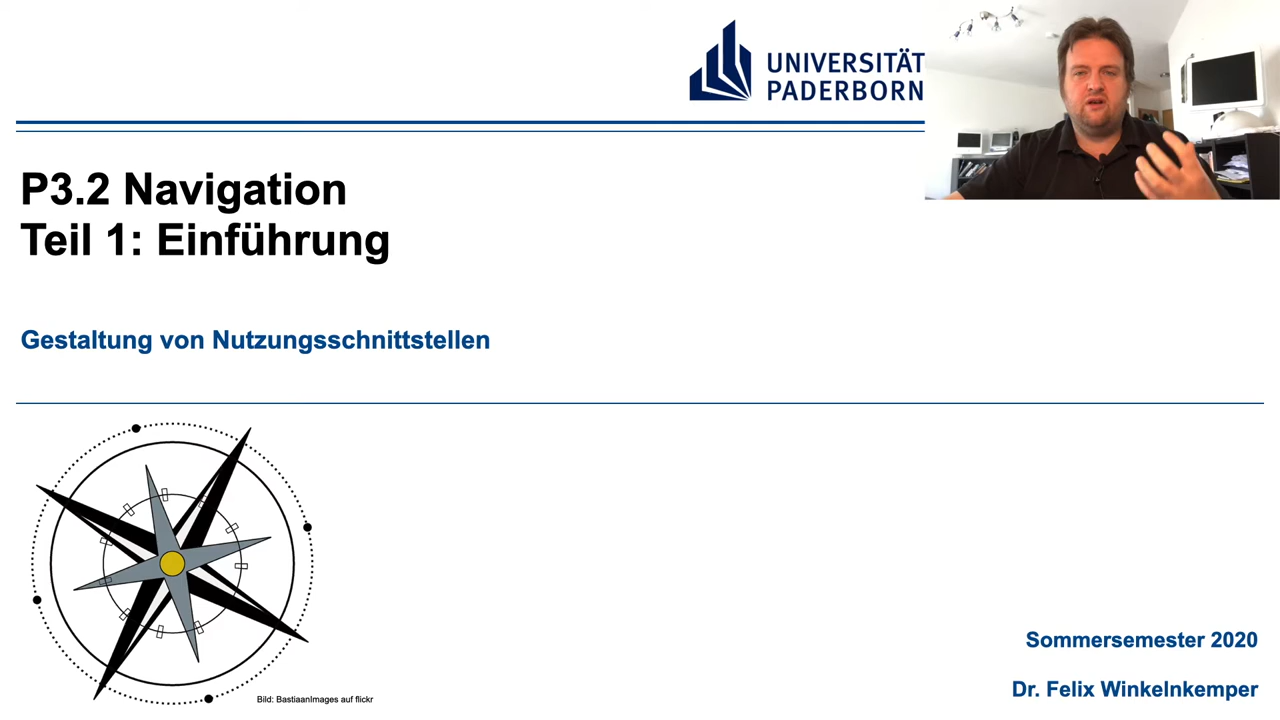 UNIVERSITÄT
PADERBORN
P3.2 Navigation
Teil 1: Einführung
Gestaltung von Nutzungsschnittstellen
Bild: BastiaanImages auf flickr
Sommersemester 2020
Dr. Felix Winkelnkemper